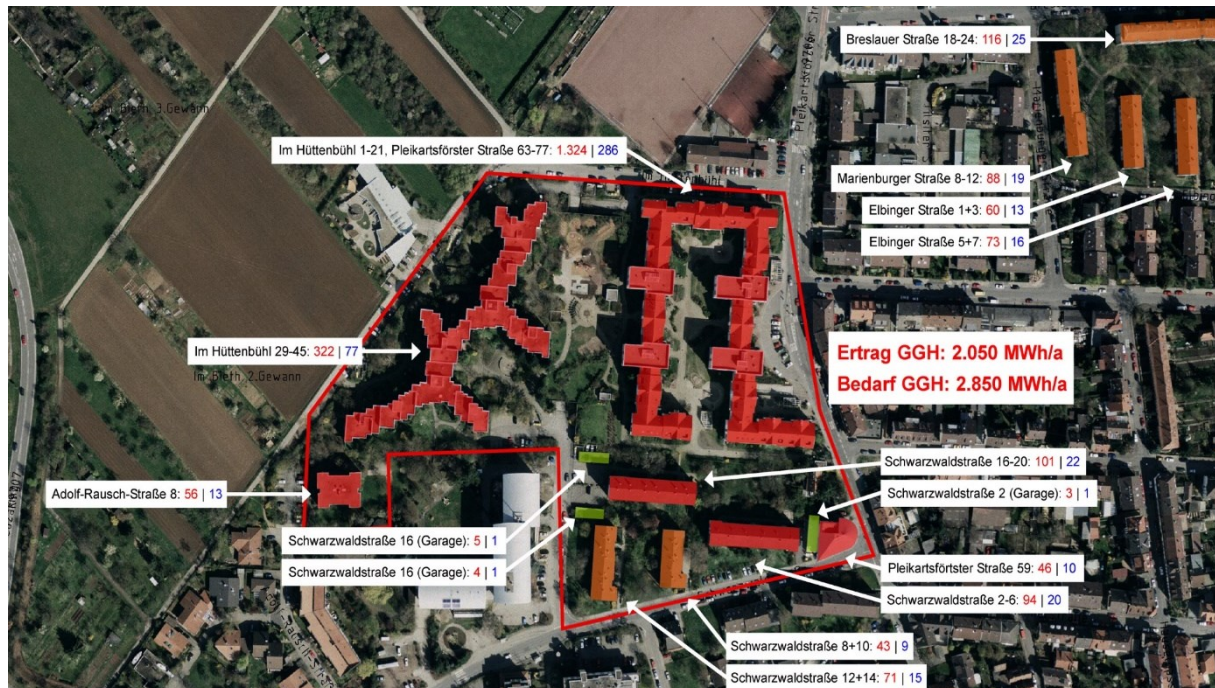 Breslauer Straße 18-24: 116 | 25
Im Hüttenbühl 1-21, Pleikartsförster Straße 63-77: 1.324 | 286
Marienburger Straße 8-12: 88 | 19
Elbinger Straße 1+3: 60 | 13
Elbinger Straße 5+7: 73 | 16
Im Hüttenbühl 29-45: 322 | 77
Im Bieth. 2.Gewann
Ertrag GGH: 2.050 MWh/a
Bedarf GGH: 2.850 MWh/a
Schwarzwaldstraße 16-20: 101 | 22
Adolf-Rausch-Straße 8: 56 | 13
Schwarzwaldstraße 2 (Garage): 3 | 1
Schwarzwaldstraße 16 (Garage): 5 | 1
Schwarzwaldstraße 16 (Garage): 4 | 1
Pleikartsförtster Straße 59: 46 | 10
Schwarzwaldstraße 2-6: 94 | 20
Schwarzwaldstraße 8+10: 43 | 9
Schwarzwaldstraße 12+14: 71 | 15